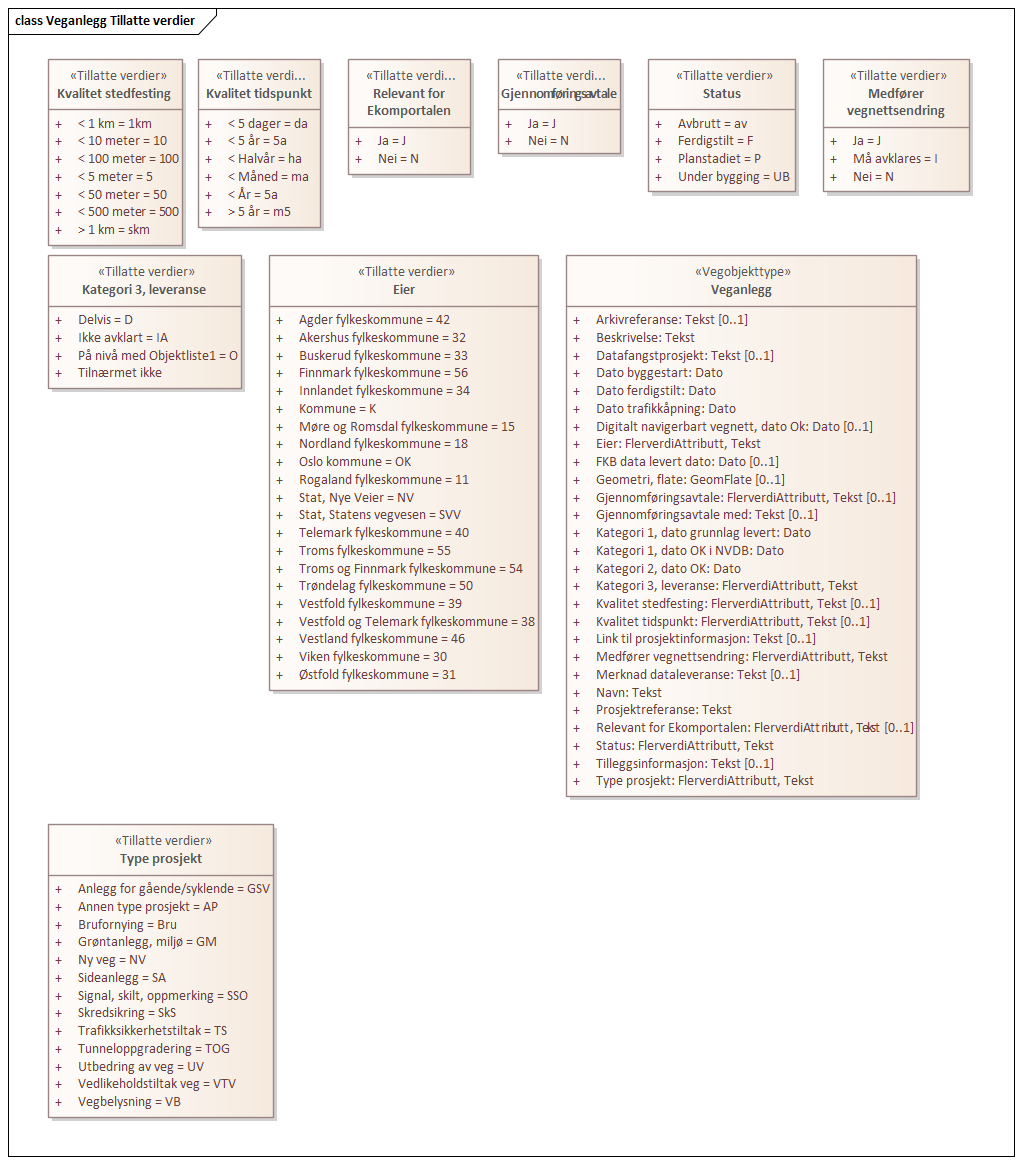 class Veganlegg Tillatte verdier
«Tillatte verdier»
Kvalitet stedfesting
+ < 1 km = 1km
+ < 10 meter = 10
+ < 100 meter = 100
+ < 5 meter = 5
+ < 50 meter = 50
+ < 500 meter = 500
+ > 1 km = skm
«Tillatte verdi...
Kvalitet tidspunkt
+ < 5 dager = da
+ < 5 år = 5a
+ < Halvår = ha
+ < Måned = ma
+ < År = 5a
+ > 5 år = m5
«Tillatte verdi...
Relevant for
Ekomportalen
+ Ja = J
+ Nei = N
«Tillatte verdi...
Gjennomføringsavtale
+ Ja = J
+ Nei = N
«Tillatte verdier»
Status
+ Avbrutt = av
+ Ferdigstilt = F
+ Planstadiet = P
+ Under bygging = UB
«Tillatte verdier»
Medfører
vegnettsendring
+ Ja = J
+ Må avklares = I
+ Nei = N
«Tillatte verdier»
Kategori 3, leveranse
+ Delvis = D
+ Ikke avklart = IA
+ På nivå med Objektliste1 = O
+ Tilnærmet ikke
«Tillatte verdier»
Eier
+ Agder fylkeskommune = 42
+ Akershus fylkeskommune = 32
+ Buskerud fylkeskommune = 33
+ Finnmark fylkeskommune = 56
+ Innlandet fylkeskommune = 34
+ Kommune = K
+ Møre og Romsdal fylkeskommune = 15
+ Nordland fylkeskommune = 18
+ Oslo kommune = OK
+ Rogaland fylkeskommune = 11
+ Stat, Nye Veier = NV
+ Stat, Statens vegvesen = SVV
+ Telemark fylkeskommune = 40
+ Troms fylkeskommune = 55
+ Troms og Finnmark fylkeskommune = 54
+ Trøndelag fylkeskommune = 50
+ Vestfold fylkeskommune = 39
+ Vestfold og Telemark fylkeskommune = 38
+ Vestland fylkeskommune = 46
+ Viken fylkeskommune = 30
+ Østfold fylkeskommune = 31
«Vegobjekttype»
Veganlegg
+ Arkivreferanse: Tekst [0..1]
+ Beskrivelse: Tekst
+ Datafangstprosjekt: Tekst [0..1]
+ Dato byggestart: Dato
+ Dato ferdigstilt: Dato
+ Dato trafikkåpning: Dato
+ Digitalt navigerbart vegnett, dato Ok: Dato [0..1]
+ Eier: FlerverdiAttributt, Tekst
+ FKB data levert dato: Dato [0..1]
+ Geometri, flate: GeomFlate [0..1]
+ Gjennomføringsavtale: FlerverdiAttributt, Tekst [0..1]
+ Gjennomføringsavtale med: Tekst [0..1]
+ Kategori 1, dato grunnlag levert: Dato
+ Kategori 1, dato OK i NVDB: Dato
+ Kategori 2, dato OK: Dato
+ Kategori 3, leveranse: FlerverdiAttributt, Tekst
+ Kvalitet stedfesting: FlerverdiAttributt, Tekst [0..1]
+ Kvalitet tidspunkt: FlerverdiAttributt, Tekst [0..1]
+ Link til prosjektinformasjon: Tekst [0..1]
+ Medfører vegnettsendring: FlerverdiAttributt, Tekst
+ Merknad dataleveranse: Tekst [0..1]
+ Navn: Tekst
+ Prosjektreferanse: Tekst
+ Relevant for Ekomportalen: FlerverdiAttributt, Tekst [0..1]
+ Status: FlerverdiAttributt, Tekst
+ Tilleggsinformasjon: Tekst [0..1]
+ Type prosjekt: FlerverdiAttributt, Tekst
«Tillatte verdier»
Type prosjekt
+ Anlegg for gående/syklende = GSV
+ Annen type prosjekt = AP
+ Brufornying = Bru
+ Grøntanlegg, miljø = GM
+ Ny veg = NV
+ Sideanlegg = SA
+ Signal, skilt, oppmerking = SSO
+ Skredsikring = SkS
+ Trafikksikkerhetstiltak = TS
+ Tunneloppgradering = TOG
+ Utbedring av veg = UV
+ Vedlikeholdstiltak veg = VTV
+ Vegbelysning = VB